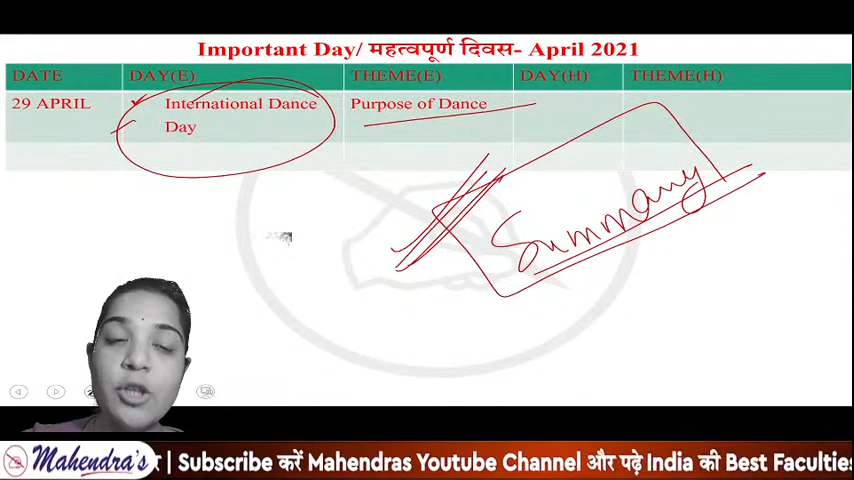 Important Day/ महत्वपूर्ण दिवस- April 2021
DATE DAY(E) THEME(E) DAY(H) THEME(H)
29 APRIL ✓ International Dance Day Purpose of Dance
Summary
Mahendra's र | Subscribe करें Mahendras Youtube Channel और पढ़े India की Best Faculties